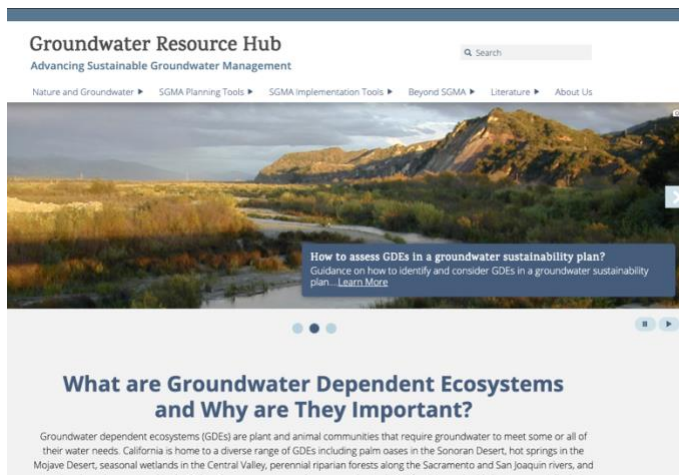 Groundwater Resource Hub
Search
Advancing Sustainable Groundwater Management
Nature and Groundwater ▶ SGMA Planning Tools ▶ SGMA Implementation Tools ▶ Beyond SGMA ▶ Literature ▶ About Us
How to assess GDEs in a groundwater sustainability plan?
Guidance on how to identify and consider GDEs in a groundwater sustainability
plan...Learn More
What are Groundwater Dependent Ecosystems
and Why are They Important?
Groundwater dependent ecosystems (GDEs) are plant and animal communities that require groundwater to meet some or all of
their water needs. California is home to a diverse range of GDEs including palm oases in the Sonoran Desert, hot springs in the
Mojave Desert, seasonal wetlands in the Central Valley, perennial riparian forests along the Sacramento and San Joaquin rivers, and